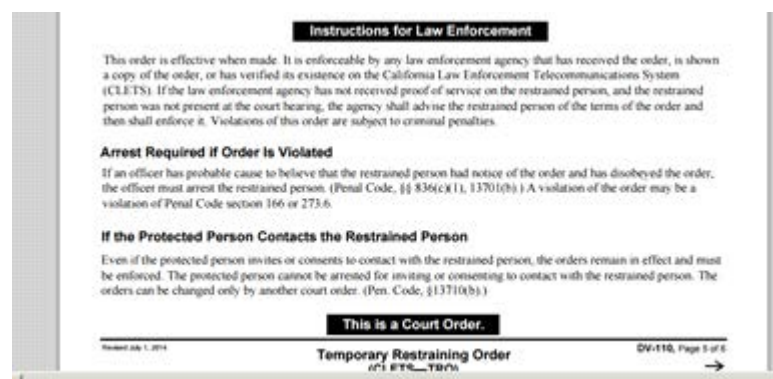 Instructions for Law Enforcement
This order is effective when made. It is enforceable by any law enforcement agency that has received the order, is shown
a copy of the order, or has verified its existence on the California Law Enforcement Telecommunications System
(CLETS). If the law enforcement agency has not received proof of service on the restrained person, and the restrained
person was not present at the court hearing, the agency shall advise the restrained person of the terms of the order and
then shall enforce it. Violations of this order are subject to criminal penalties.
Arrest Required if Order Is Violated
If an officer has probable cause to believe that the restrained person had notice of the order and has disobeyed the order,
the officer must arrest the restrained person. (Penal Code, §§ 836(c)(1), 13701(b).) A violation of the order may be a
violation of Penal Code section 166 or 273.6.
If the Protected Person Contacts the Restrained Person
Even if the protected person invites or consents to contact with the restrained person, the orders remain in effect and must
be enforced. The protected person cannot be arrested for inviting or consenting to contact with the restrained person. The
orders can be changed only by another court order. (Pen. Code, §13710(b).)
This is a Court Order.
Revised July 1, 2014
Temporary Restraining Order
(CLETS—TRO)
DV-110, Page 5 of 6
→